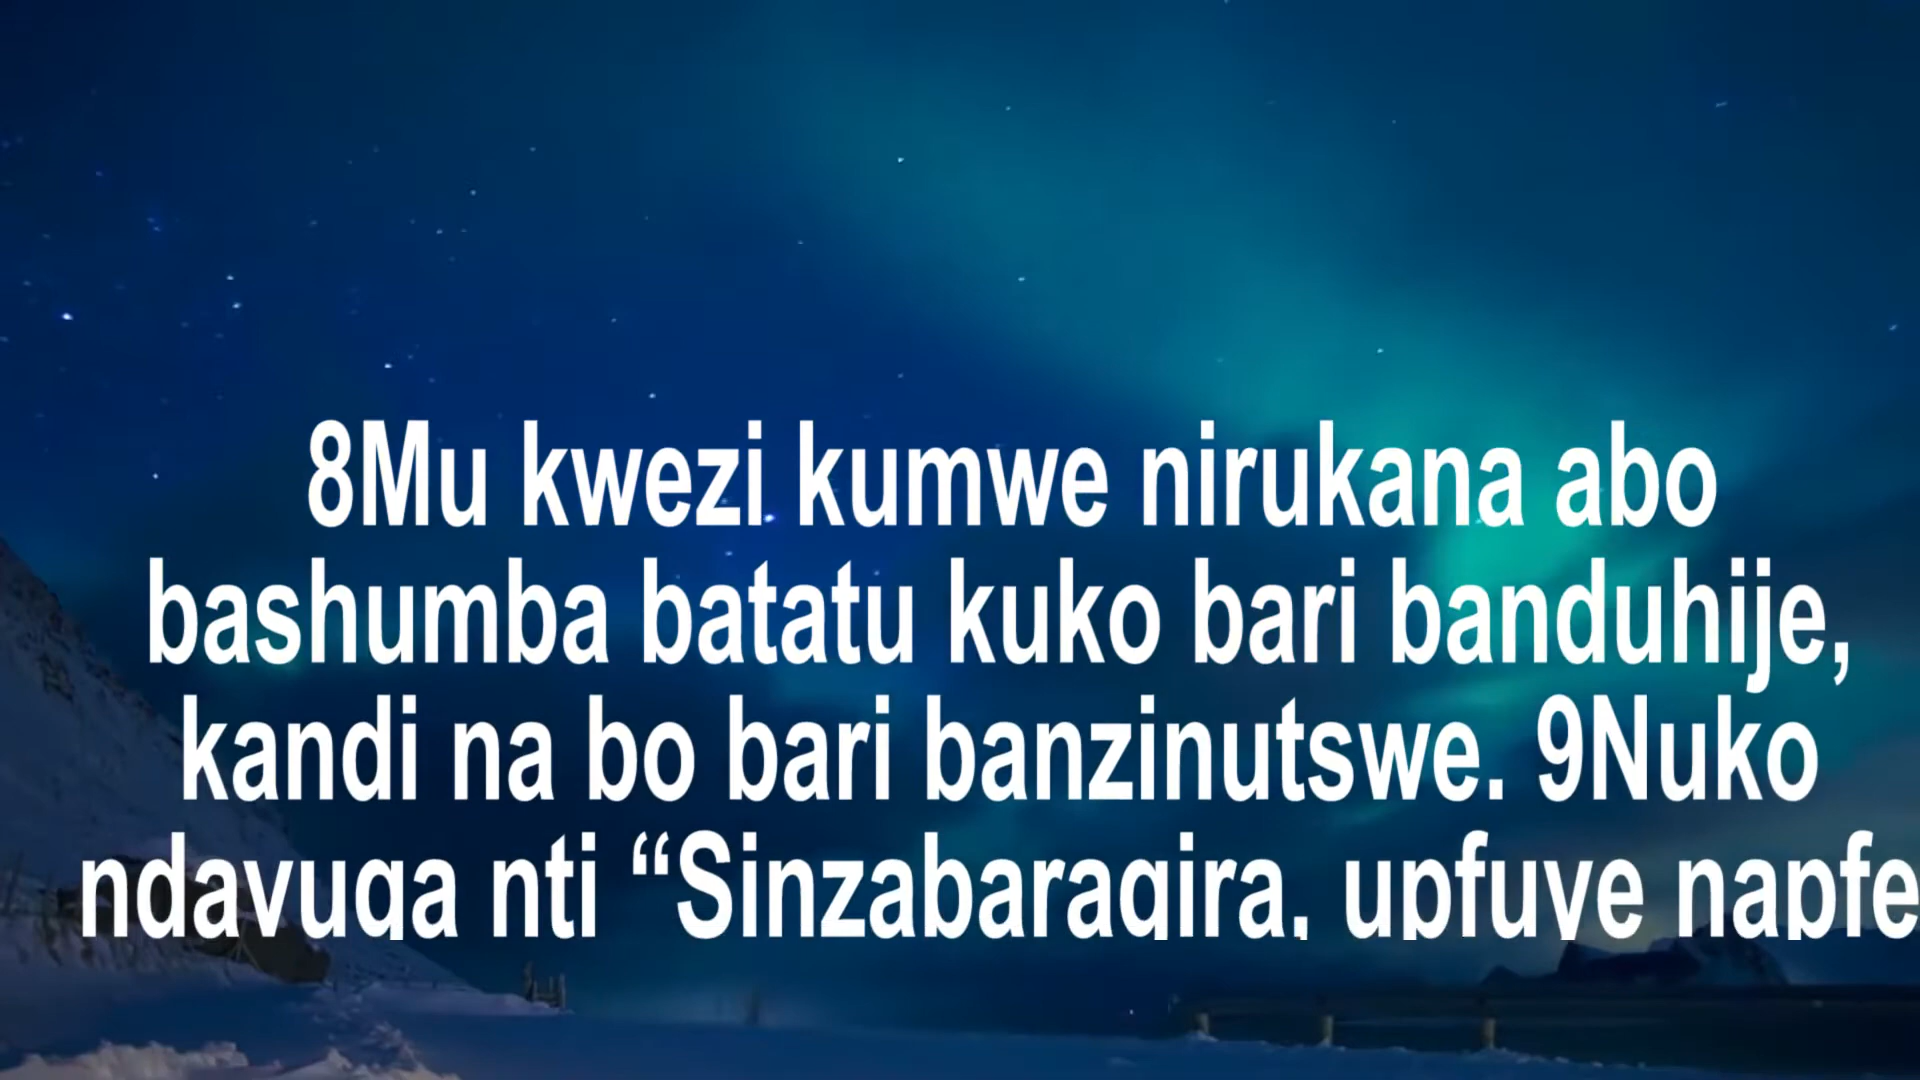 8Mu kwezi kumwe nirukana abo
bashumba batatu kuko bari banduhije,
kandi na bo bari banzinutswe. 9Nuko
ndavuga nti “Sinzabaragira, upfuye napfe